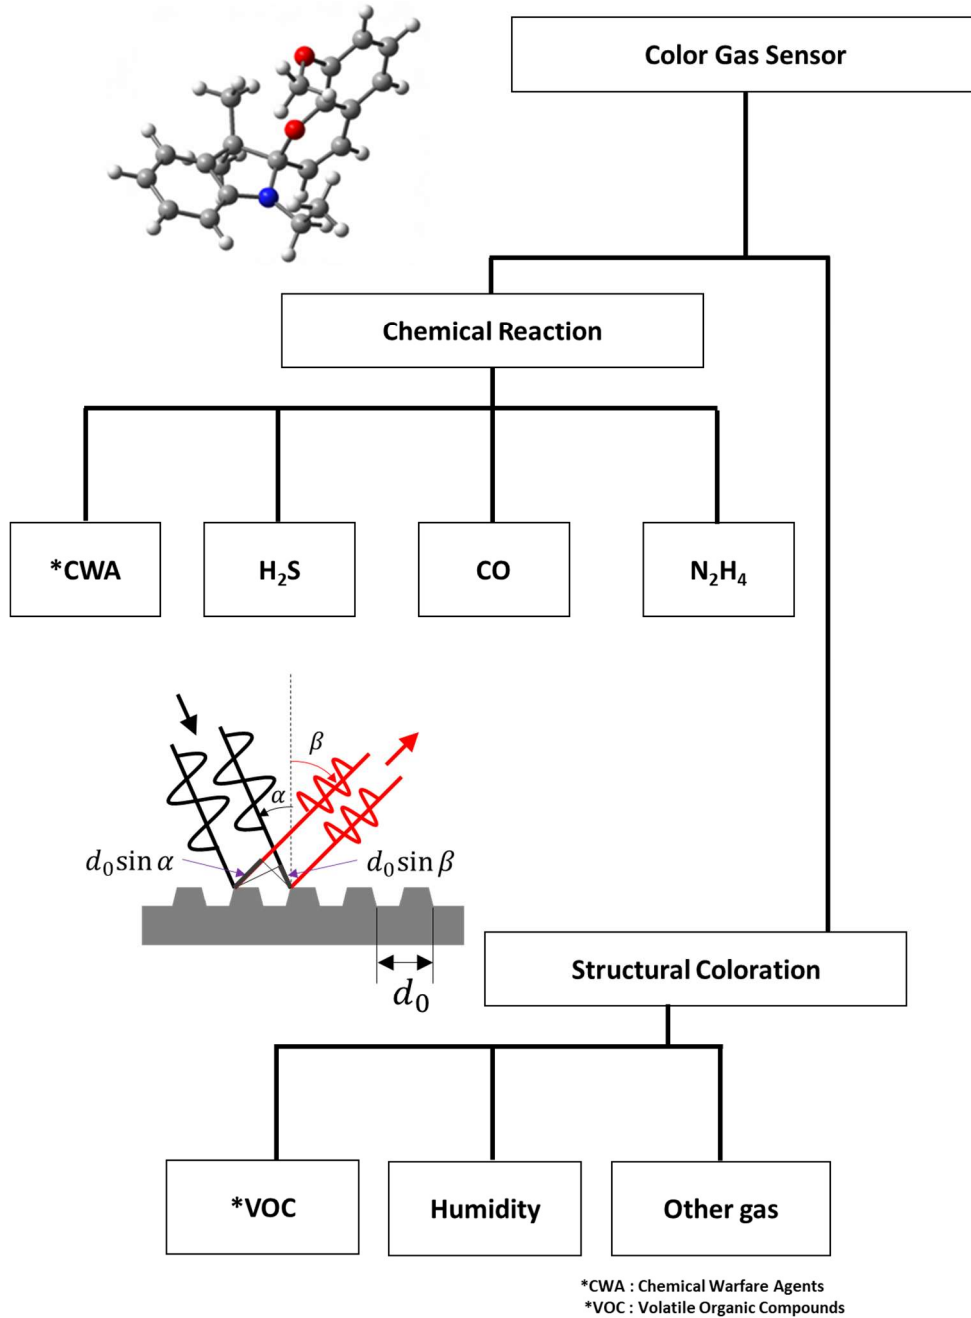 Color Gas Sensor
Chemical Reaction
*CWA
H₂S
CO
N₂H₄
β
α
d₀ sin α
d₀ sin β
d₀
Structural Coloration
*VOC
Humidity
Other gas
*CWA : Chemical Warfare Agents
*VOC : Volatile Organic Compounds